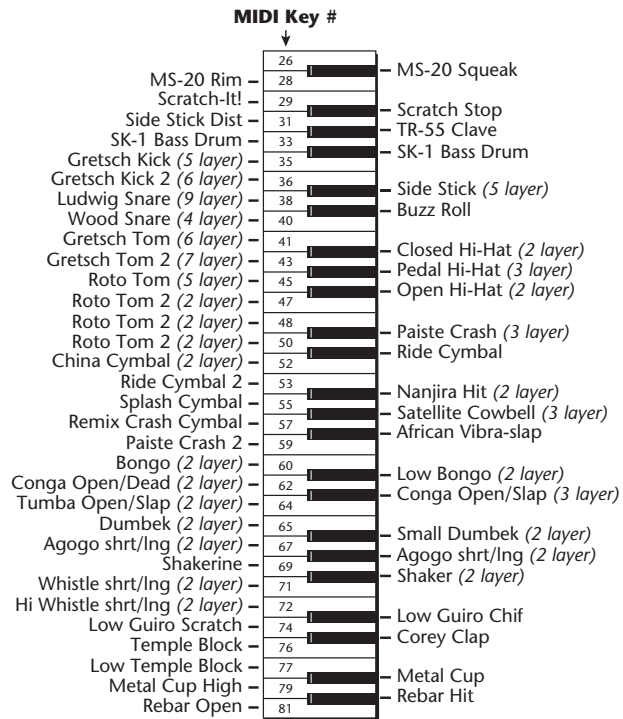 MIDI Key #
26
MS-20 Squeak
MS-20 Rim 28
Scratch-It! 29
Scratch Stop
Side Stick Dist 31
TR-55 Clave
SK-1 Bass Drum 33
SK-1 Bass Drum
Gretsch Kick (5 layer) 35
Gretsch Kick 2 (6 layer) 36
Side Stick (5 layer)
Ludwig Snare (9 layer) 38
Buzz Roll
Wood Snare (4 layer) 40
Gretsch Tom (6 layer) 41
Closed Hi-Hat (2 layer)
Gretsch Tom 2 (7 layer) 43
Pedal Hi-Hat (3 layer)
Roto Tom (5 layer) 45
Open Hi-Hat (2 layer)
Roto Tom 2 (2 layer) 47
Roto Tom 2 (2 layer) 48
Paiste Crash (3 layer)
Roto Tom 2 (2 layer) 50
Ride Cymbal
China Cymbal (2 layer) 52
Ride Cymbal 2 53
Nanjira Hit (2 layer)
Splash Cymbal 55
Satellite Cowbell (3 layer)
Remix Crash Cymbal 57
African Vibra-slap
Paiste Crash 2 59
Bongo (2 layer) 60
Low Bongo (2 layer)
Conga Open/Dead (2 layer) 62
Conga Open/Slap (3 layer)
Tumba Open/Slap (2 layer) 64
Dumbek (2 layer) 65
Small Dumbek (2 layer)
Agogo shrt/lng (2 layer) 67
Agogo shrt/lng (2 layer)
Shakerine 69
Shaker (2 layer)
Whistle shrt/lng (2 layer) 71
Hi Whistle shrt/lng (2 layer) 72
Low Guiro Chif
Low Guiro Scratch 74
Corey Clap
Temple Block 76
Low Temple Block 77
Metal Cup
Metal Cup High 79
Rebar Hit
Rebar Open 81